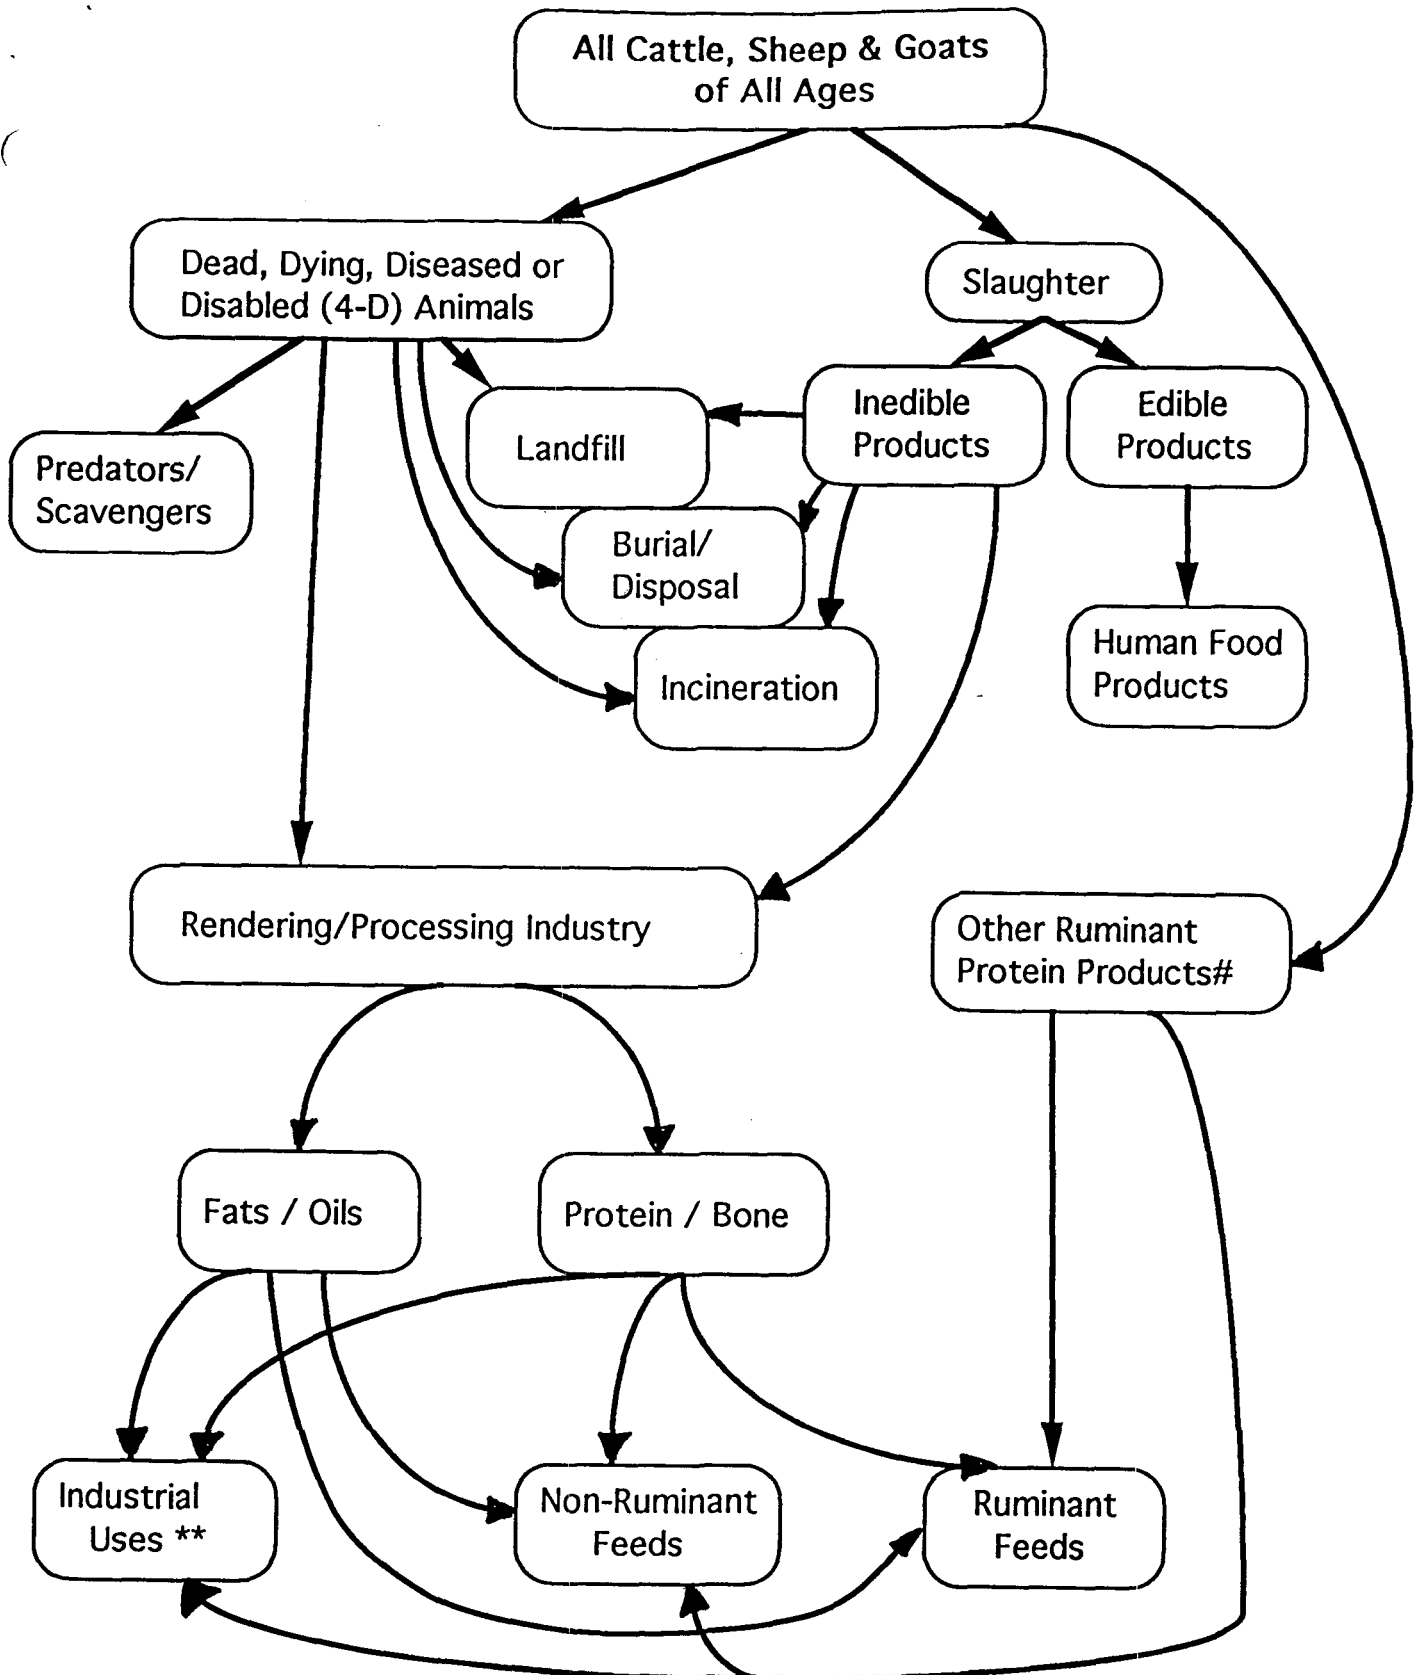 All Cattle, Sheep & Goats
of All Ages
Dead, Dying, Diseased or
Disabled (4-D) Animals
Slaughter
Predators/
Scavengers
Landfill
Inedible
Products
Edible
Products
Burial/
Disposal
Incineration
Human Food
Products
Rendering/Processing Industry
Other Ruminant
Protein Products#
Fats / Oils
Protein / Bone
Industrial
Uses **
Non-Ruminant
Feeds
Ruminant
Feeds